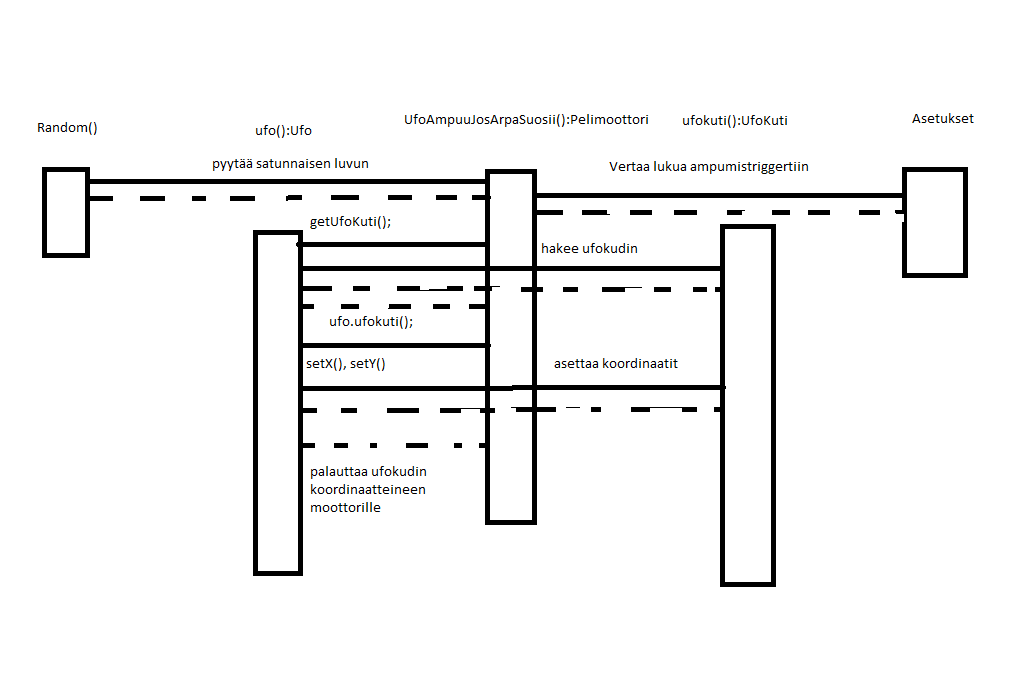 Random()
ufo():Ufo
UfoAmpuuJosArpaSuosii():Pelimoottori
ufokuti():UfoKuti
Asetukset
pyytää satunnaisen luvun
Vertaa lukua ampumistriggertiin
getUfoKuti();
hakee ufokudin
ufo.ufokuti();
setX(), setY()
asettaa koordinaatit
palauttaa ufokudin
koordinaatteineen
moottorille